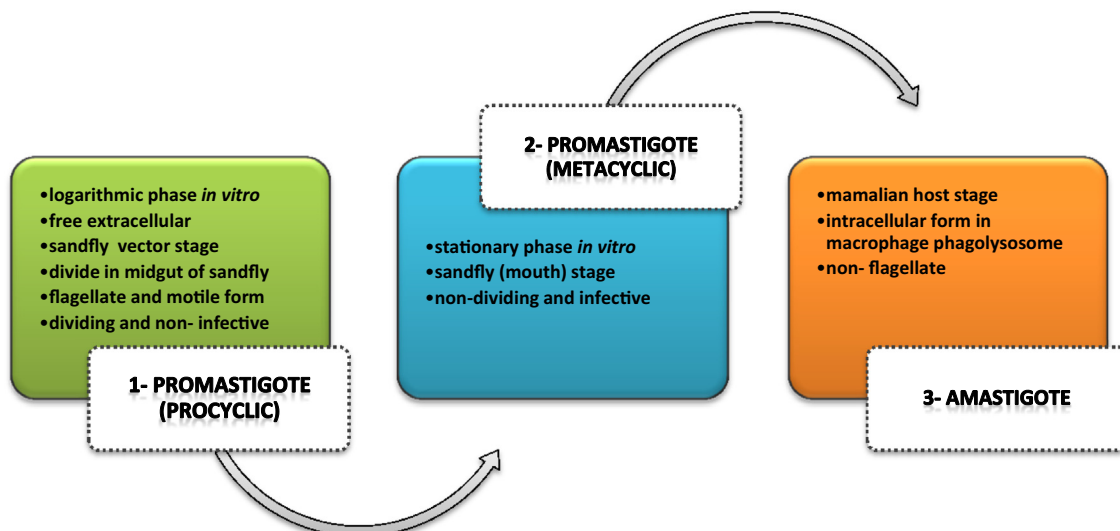 •logarithmic phase in vitro
•free extracellular
•sandfly vector stage
•divide in midgut of sandfly
•flagellate and motile form
•dividing and non- infective
1- PROMASTIGOTE
(PROCYCLIC)
2- PROMASTIGOTE
(METACYCLIC)
•stationary phase in vitro
•sandfly (mouth) stage
•non-dividing and infective
•mamalian host stage
•intracellular form in
macrophage phagolysosome
•non- flagellate
3- AMASTIGOTE